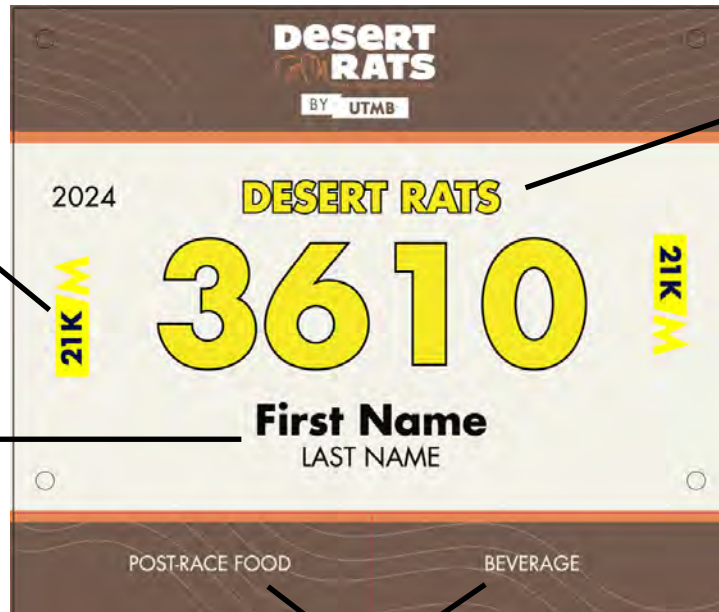 DESERT
RATS
BY UTMB
2024
DESERT RATS
21K
3610
21K
First Name
LAST NAME
POST-RACE FOOD
BEVERAGE